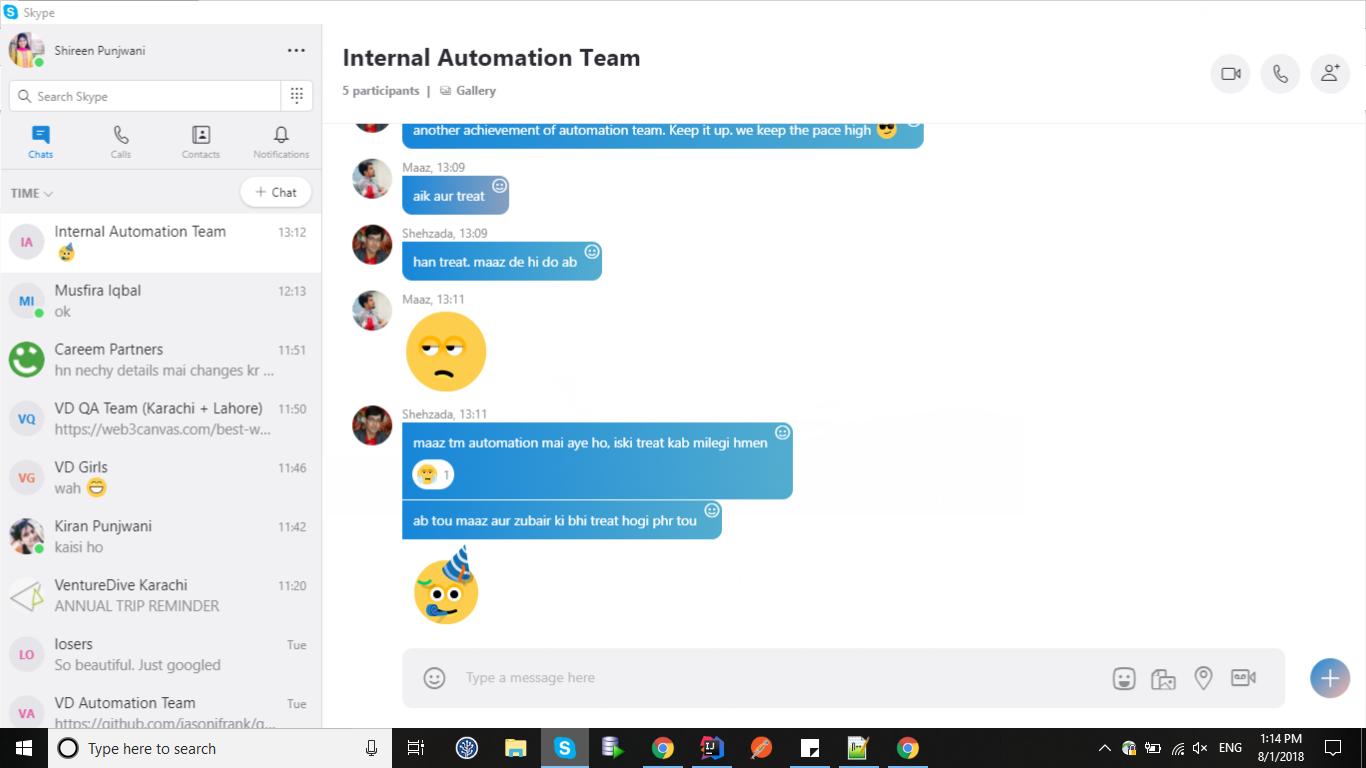 Skype
Shireen Punjwani
Search Skype
Chats
Calls
Contacts
Notifications
TIME
+ Chat
IA
Internal Automation Team
13:12
MI
Musfira Iqbal
12:13
ok
Careem Partners
11:51
hn nechy details mai changes kr ...
VQ
VD QA Team (Karachi + Lahore)
11:50
https://web3canvas.com/best-w...
VG
VD Girls
11:46
wah
Kiran Punjwani
11:42
kaisi ho
VentureDive Karachi
11:20
ANNUAL TRIP REMINDER
LO
losers
Tue
So beautiful. Just googled
VA
VD Automation Team
Tue
https://github.com/jasonjfrank/g...
Internal Automation Team
5 participants | Gallery
another achievement of automation team. Keep it up. we keep the pace high
Maaz, 13:09
aik aur treat
Shehzada, 13:09
han treat. maaz de hi do ab
Maaz, 13:11
Shehzada, 13:11
maaz tm automation mai aye ho, iski treat kab milegi hmen
1
ab tou maaz aur zubair ki bhi treat hogi phr tou
Type a message here
Type here to search
ENG
1:14 PM
8/1/2018